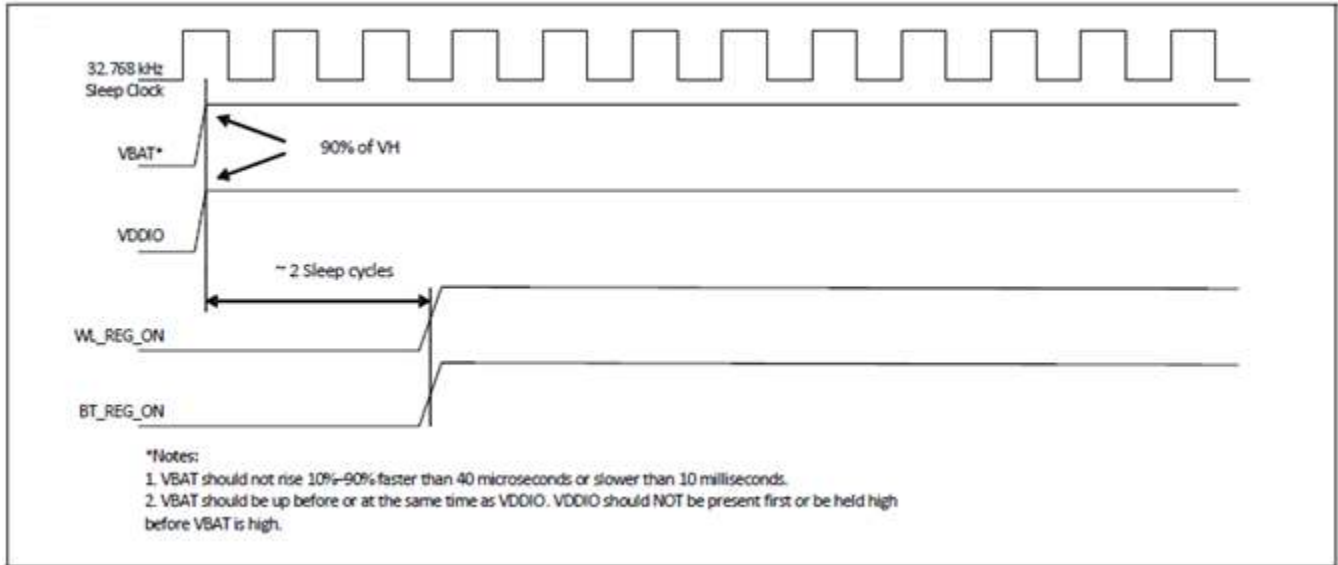 32.768 kHz
Sleep Clock
VBAT*
90% of VH
VDDIO
~ 2 Sleep cycles
WL_REG_ON
BT_REG_ON
*Notes:
1. VBAT should not rise 10%–90% faster than 40 microseconds or slower than 10 milliseconds.
2. VBAT should be up before or at the same time as VDDIO. VDDIO should NOT be present first or be held high
before VBAT is high.